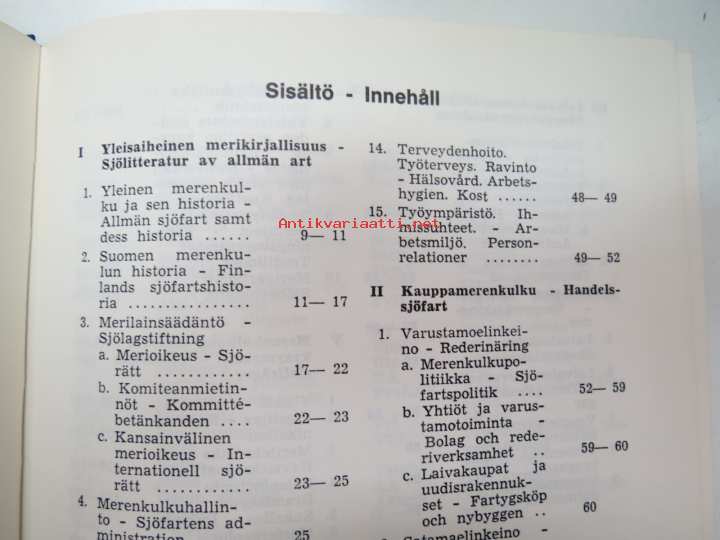 Sisältö - Innehåll
I Yleisaiheinen merikirjallisuus -
Sjölitteratur av allmän art
1. Yleinen merenkul-
ku ja sen historia -
Allmän sjöfart samt
dess historia ...... 9— 11
2. Suomen merenku-
lun historia - Fin-
lands sjöfartshisto-
ria ................ 11— 17
3. Merilainsäädäntö -
Sjölagstiftning
a. Merioikeus - Sjö-
rätt ............ 17— 22
b. Komiteanmietin-
nöt - Kommitté-
betänkanden .... 22— 23
c. Kansainvälinen
merioikeus - In-
ternationell sjö-
rätt ............ 23— 25
4. Merenkulkuhallin-
to - Sjöfartens ad-
ministration 25
14. Terveydenhoito.
Työterveys. Ravinto
- Hälsovård. Arbets-
hygien. Kost ...... 48— 49
15. Työympäristö. Ih-
missuhteet. - Ar-
betsmiljö. Person-
relationer ........ 49— 52
II Kauppamerenkulku - Handels-
sjöfart
1. Varustamoelinkei-
no - Rederinäring
a. Merenkulkupo-
litiikka - Sjö-
fartspolitik .... 52— 59
b. Yhtiöt ja varus-
tamotoiminta -
Bolag och rede-
riverksamhet .. 59— 60
c. Laivakaupat ja
uudisrakennuk-
set - Fartygsköp
och nybyggen .. 60
Satamaelinkeino -
Antikvariaatti.net